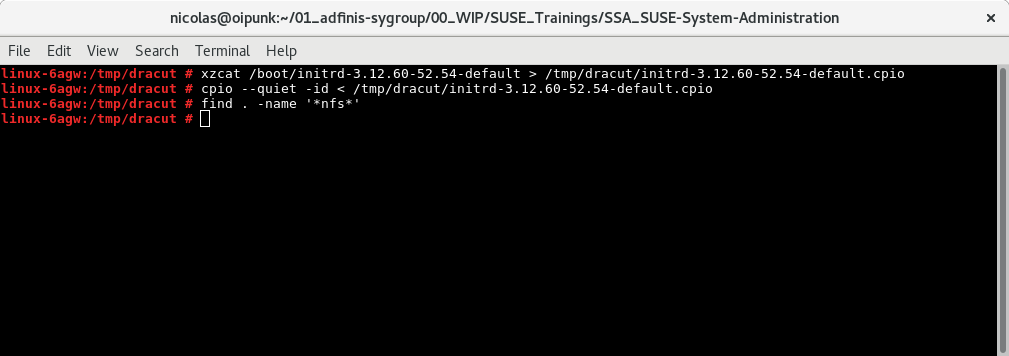 nicolas@oipunk:~/01_adfinis-sygroup/00_WIP/SUSE_Trainings/SSA_SUSE-System-Administration
File Edit View Search Terminal Help
linux-6agw:/tmp/dracut # xzcat /boot/initrd-3.12.60-52.54-default > /tmp/dracut/initrd-3.12.60-52.54-default.cpio
linux-6agw:/tmp/dracut # cpio --quiet -id < /tmp/dracut/initrd-3.12.60-52.54-default.cpio
linux-6agw:/tmp/dracut # find . -name '*nfs*'
linux-6agw:/tmp/dracut #